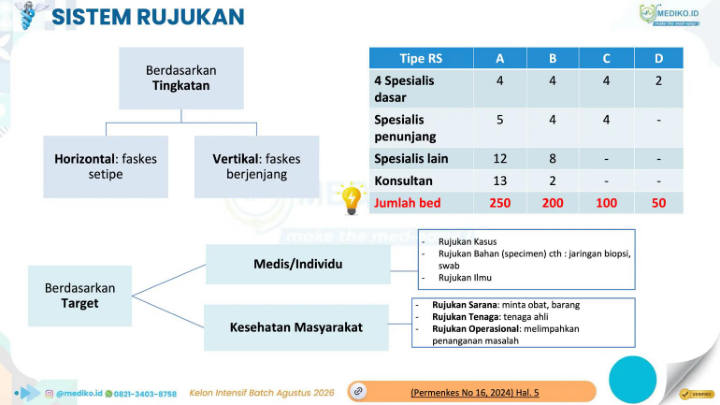 SISTEM RUJUKAN
MEDIKO.ID
Berdasarkan
Tingkatan
Horizontal: faskes
setipe
Vertikal: faskes
berjenjang
Tipe RS A B C D
4 Spesialis
dasar 4 4 4 2
Spesialis
penunjang 5 4 4 -
Spesialis lain 12 8 - -
Konsultan 13 2 - -
Jumlah bed 250 200 100 50
Berdasarkan
Target
Medis/Individu
- Rujukan Kasus
- Rujukan Bahan (specimen) cth : jaringan biopsi,
swab
- Rujukan Ilmu
Kesehatan Masyarakat
- Rujukan Sarana: minta obat, barang
- Rujukan Tenaga: tenaga ahli
- Rujukan Operasional: melimpahkan
penanganan masalah
@mediko.id 0821-3403-8758
Kelon Intensif Batch Agustus 2026
(Permenkes No 16, 2024) Hal. 5